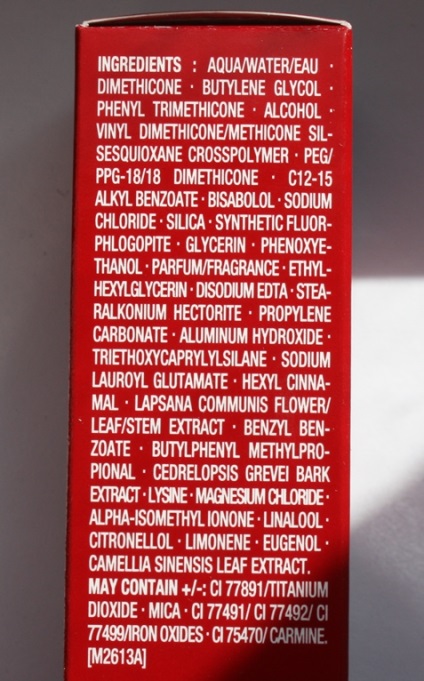 INGREDIENTS : AQUA/WATER/EAU ·
DIMETHICONE · BUTYLENE GLYCOL ·
PHENYL TRIMETHICONE · ALCOHOL ·
VINYL DIMETHICONE/METHICONE SIL-
SESQUIOXANE CROSSPOLYMER · PEG/
PPG-18/18 DIMETHICONE · C12-15
ALKYL BENZOATE · BISABOLOL · SODIUM
CHLORIDE · SILICA · SYNTHETIC FLUOR-
PHLOGOPITE · GLYCERIN · PHENOXYE-
THANOL · PARFUM/FRAGRANCE · ETHYL-
HEXYLGLYCERIN · DISODIUM EDTA · STEA-
RALKONIUM HECTORITE · PROPYLENE
CARBONATE · ALUMINUM HYDROXIDE ·
TRIETHOXYCAPRYLYLSILANE · SODIUM
LAUROYL GLUTAMATE · HEXYL CINNA-
MAL · LAPSANA COMMUNIS FLOWER/
LEAF/STEM EXTRACT · BENZYL BEN-
ZOATE · BUTYLPHENYL METHYLPRO-
PIONAL · CEDRELOPSIS GREVEI BARK
EXTRACT · LYSINE · MAGNESIUM CHLORIDE ·
ALPHA-ISOMETHYL IONONE · LINALOOL ·
CITRONELLOL · LIMONENE · EUGENOL ·
CAMELLIA SINENSIS LEAF EXTRACT.
MAY CONTAIN +/-: CI 77891/TITANIUM
DIOXIDE · MICA · CI 77491/ CI 77492/ CI
77499/IRON OXIDES · CI 75470/ CARMINE.
[M2613A]